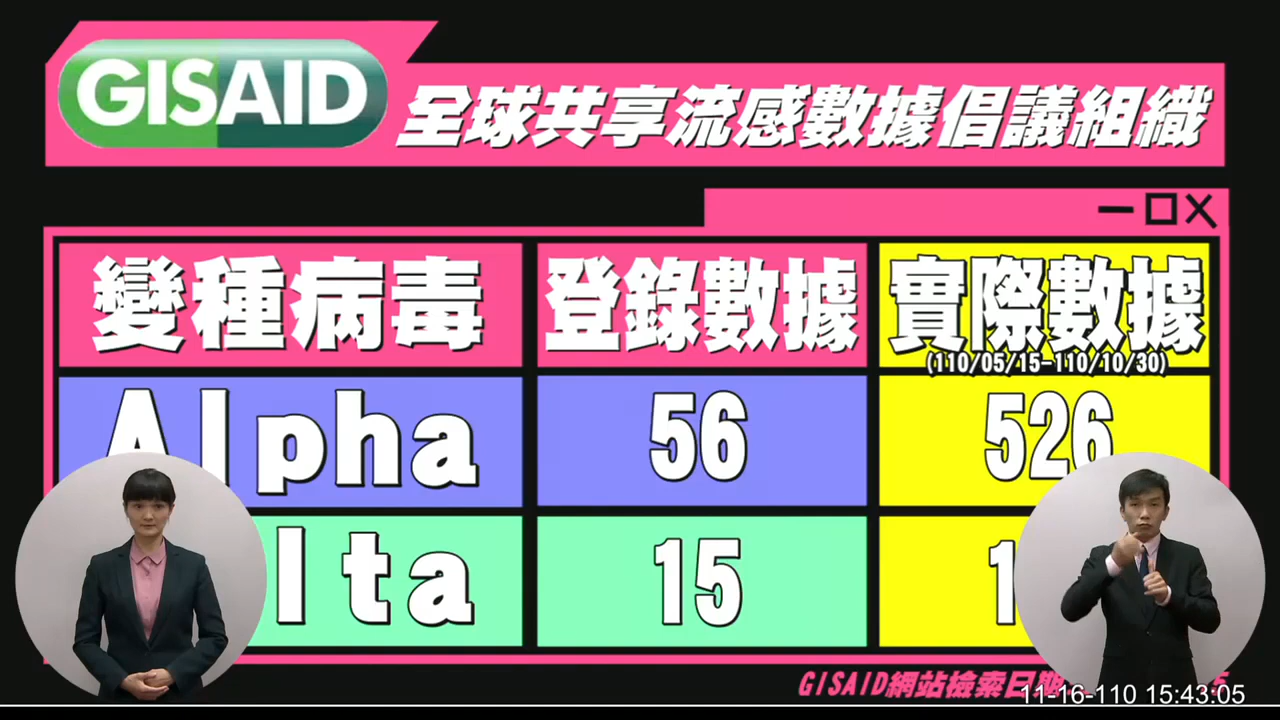 GISAID 全球共享流感數據倡議組織
變種病毒 登錄數據 實際數據
(110/05/15-110/10/30)
Alpha 56 526
lta 15 1
GISAID網站檢索日期
11-16-110 15:43:05